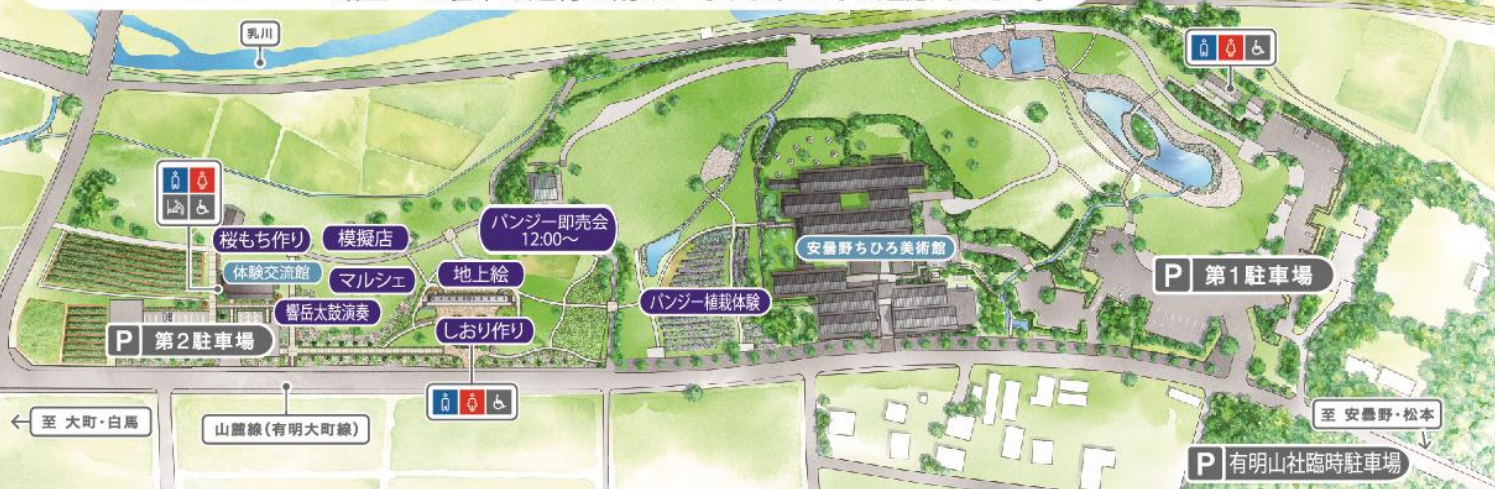 乳川
桜もち作り
模擬店
パンジー即売会
12:00〜
体験交流館
マルシェ
地上絵
安曇野ちひろ美術館
響岳太鼓演奏
パンジー植栽体験
P 第1駐車場
P 第2駐車場
しおり作り
← 至 大町・白馬
山麓線(有明大町線)
至 安曇野・松本
P 有明山社臨時駐車場